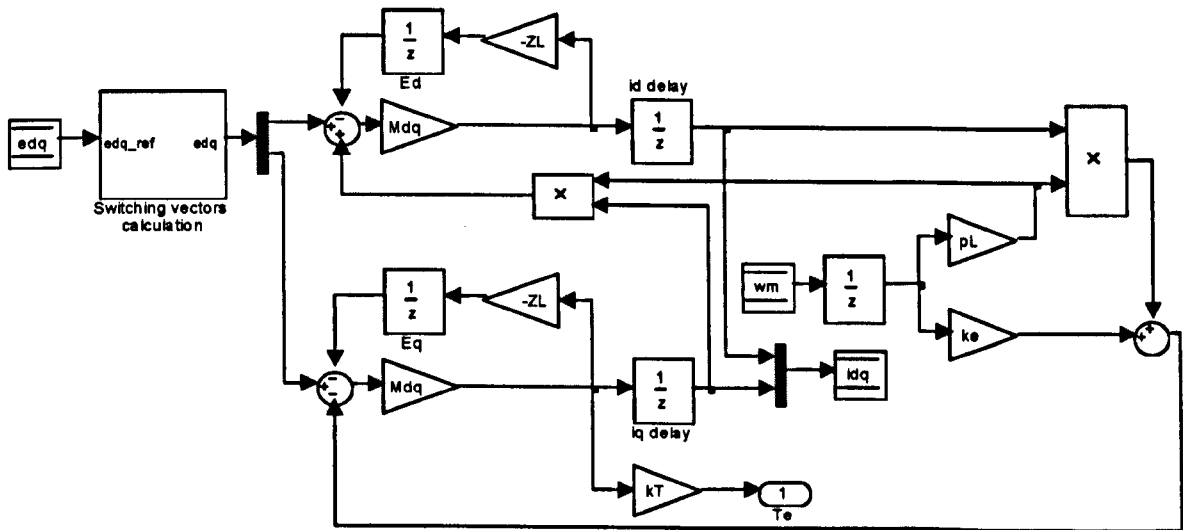 1
z
-ZL
Ed
id delay
edq
edq_ref
edq
+
-
+
Mdq
1
z
x
Switching vectors
calculation
x
pL
1
z
-ZL
wm
1
z
Eq
ke
+
+
+
-
-
Mdq
1
z
idq
iq delay
kT
1
Te